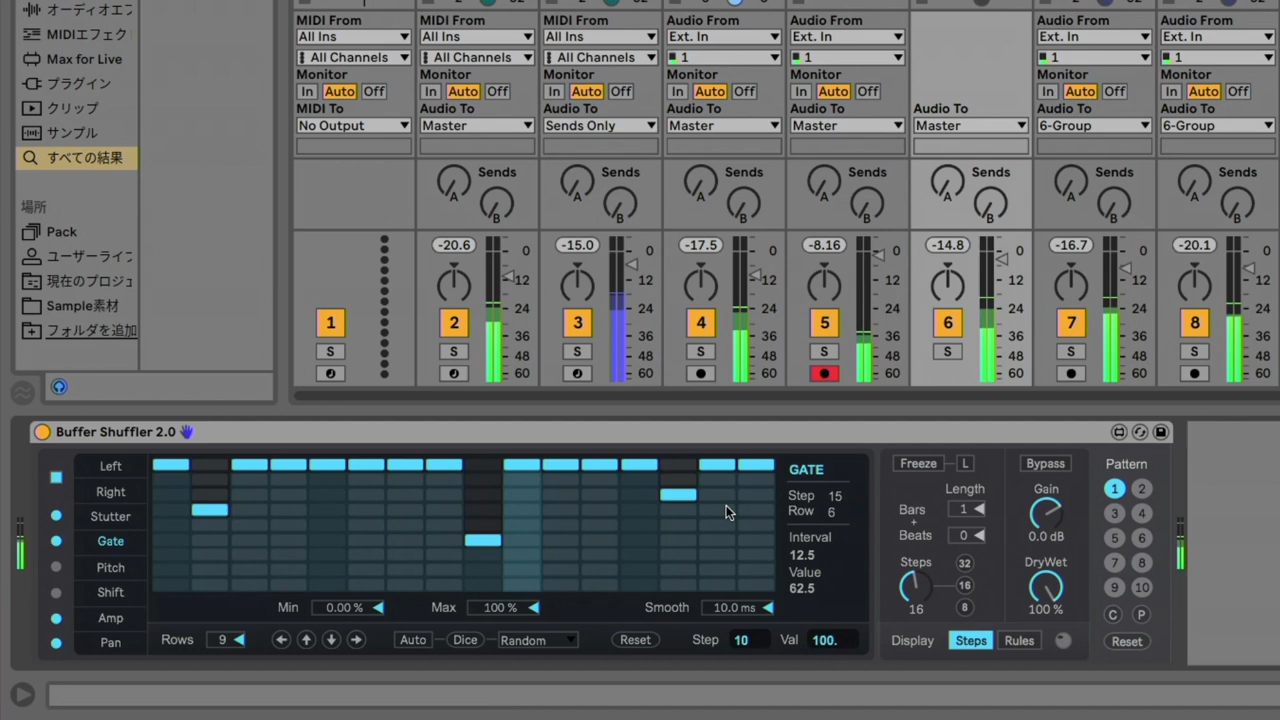 オーディオエフ
MIDIエフェク
Max for Live
プラグイン
クリップ
サンプル
すべての結果
場所
Pack
ユーザーライブ
現在のプロジェ
Sample素材
フォルダを追加
MIDI From MIDI From MIDI From Audio From Audio From Audio From Audio From
All Ins All Ins All Ins Ext. In Ext. In Ext. In Ext. In
All Channels All Channels All Channels 1 1 1 1
Monitor Monitor Monitor Monitor Monitor Monitor Monitor
In Auto Off In Auto Off In Auto Off In Auto Off In Auto Off In Auto Off In Auto Off
MIDI To Audio To Audio To Audio To Audio To Audio To Audio To Audio To
No Output Master Sends Only Master Master Master 6-Group 6-Group
Sends Sends Sends Sends Sends Sends Sends
A A A A A A A
B B B B B B B
-20.6 0 -15.0 0 -17.5 0 -8.16 0 -14.8 0 -16.7 0 -20.1 0
12 12 12 12 12 12 12
24 24 24 24 24 24 24
1 2 3 4 5 6 7 8
36 36 36 36 36 36 36
S S S S S S S S
48 48 48 48 48 48 48
60 60 60 60 60 60 60
Buffer Shuffler 2.0
Left
Right
Stutter
Gate
Pitch
Shift
Amp
Pan
GATE
Step 15
Row 6
Interval
12.5
Value
62.5
Min 0.00 % Max 100 % Smooth 10.0 ms
Rows 9 Auto Dice Random Reset Step 10 Val 100.
Freeze L
Length
Bars 1
+
Beats 0
Steps
32
16
8
16
Bypass
Gain
0.0 dB
DryWet
100 %
Display Steps Rules
Pattern
1 2
3 4
5 6
7 8
9 10
C P
Reset